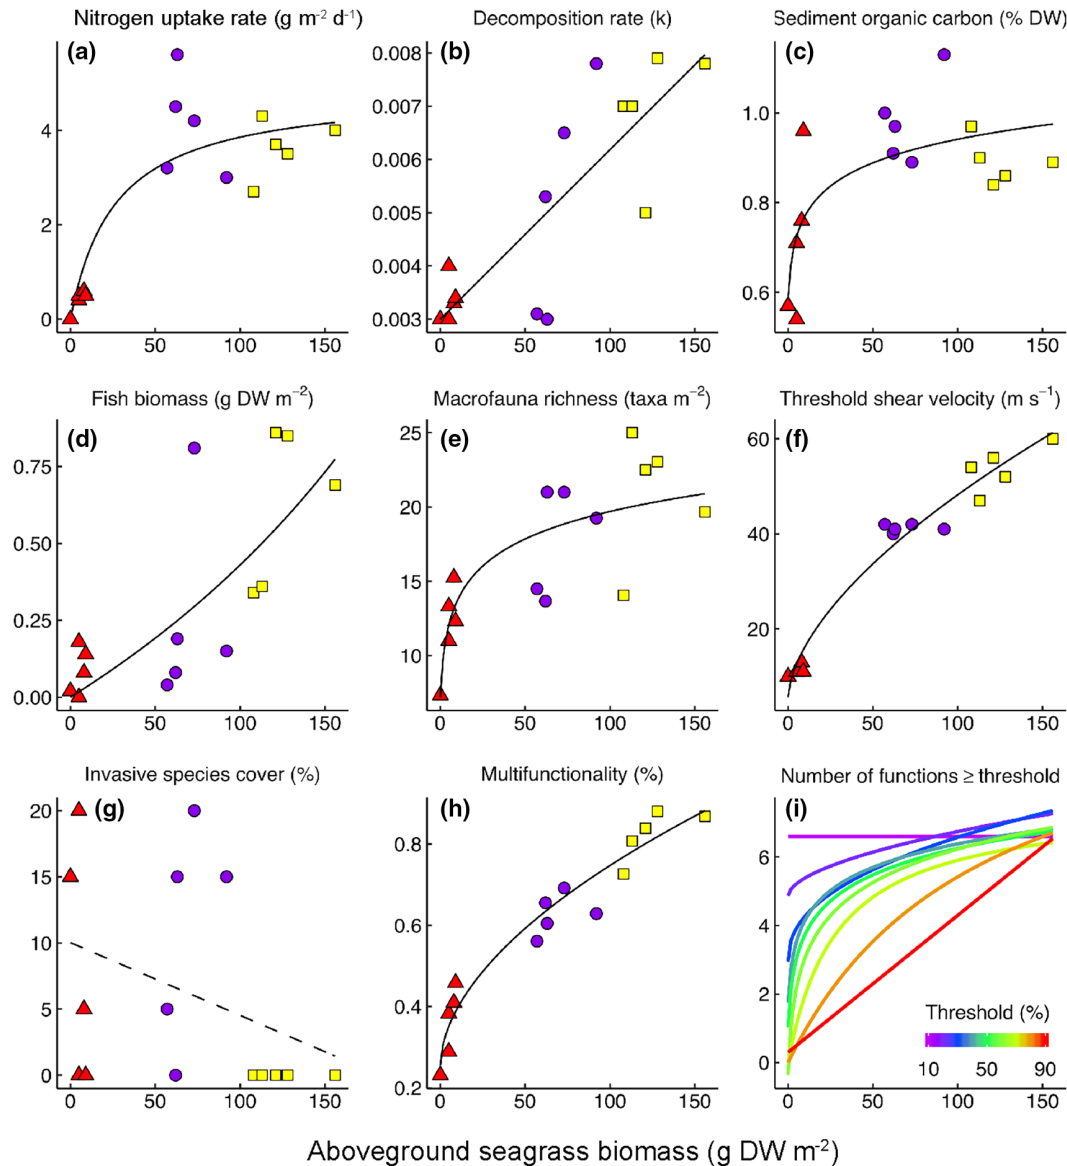 Nitrogen uptake rate (g m⁻² d⁻¹)
(a)
4
2
0
0 50 100 150
Decomposition rate (k)
(b)
0.008
0.007
0.006
0.005
0.004
0.003
0 50 100 150
Sediment organic carbon (% DW)
(c)
1.0
0.8
0.6
0 50 100 150
Fish biomass (g DW m⁻²)
(d)
0.75
0.50
0.25
0.00
0 50 100 150
Macrofauna richness (taxa m⁻²)
(e)
25
20
15
10
0 50 100 150
Threshold shear velocity (m s⁻¹)
(f)
60
40
20
0 50 100 150
Invasive species cover (%)
(g)
20
15
10
5
0
0 50 100 150
Multifunctionality (%)
(h)
0.8
0.6
0.4
0.2
0 50 100 150
Number of functions ≥ threshold
(i)
6
4
2
0
Threshold (%)
10 50 90
0 50 100 150
Aboveground seagrass biomass (g DW m⁻²)